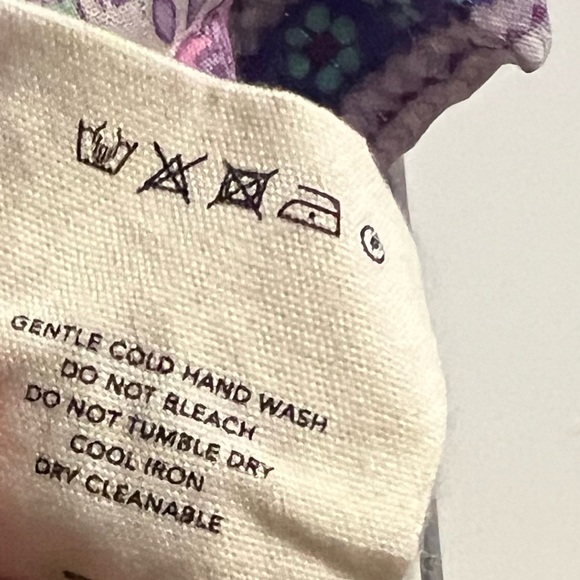 GENTLE COLD HAND WASH
DO NOT BLEACH
DO NOT TUMBLE DRY
COOL IRON
DRY CLEANABLE